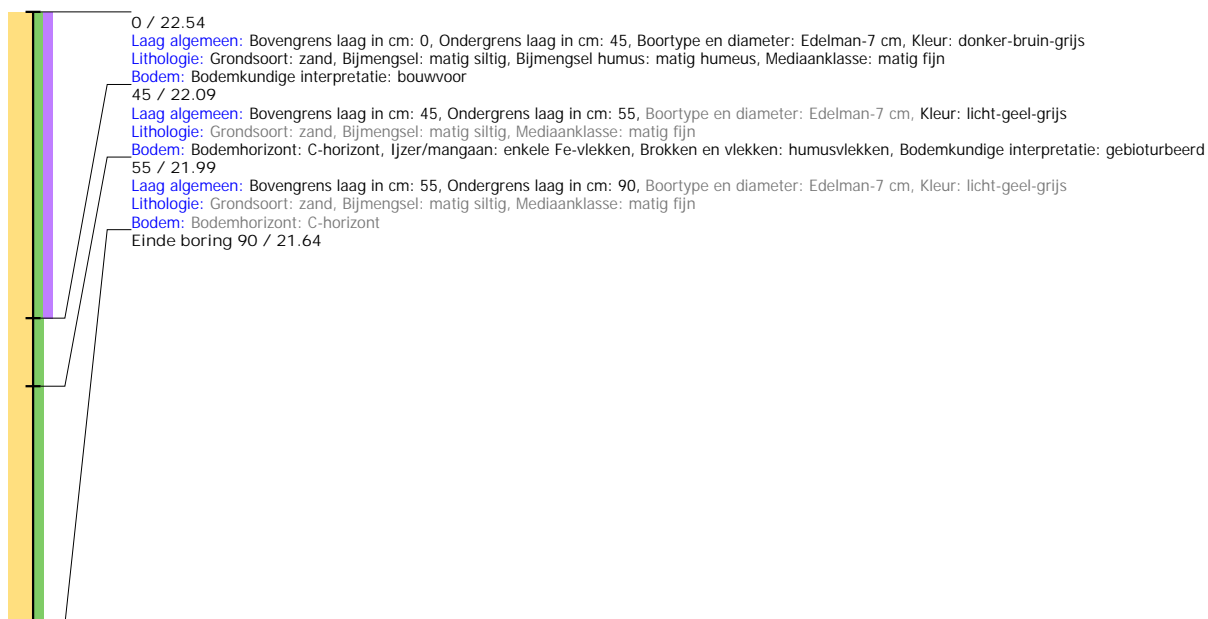 0 / 22.54
Laag algemeen: Bovengrens laag in cm: 0, Ondergrens laag in cm: 45, Boortype en diameter: Edelman-7 cm, Kleur: donker-bruin-grijs
Lithologie: Grondsoort: zand, Bijmengsel: matig siltig, Bijmengsel humus: matig humeus, Mediaanklasse: matig fijn
Bodem: Bodemkundige interpretatie: bouwvoor
45 / 22.09
Laag algemeen: Bovengrens laag in cm: 45, Ondergrens laag in cm: 55, Boortype en diameter: Edelman-7 cm, Kleur: licht-geel-grijs
Lithologie: Grondsoort: zand, Bijmengsel: matig siltig, Mediaanklasse: matig fijn
Bodem: Bodemhorizont: C-horizont, Ijzer/mangaan: enkele Fe-vlekken, Brokken en vlekken: humusvlekken, Bodemkundige interpretatie: gebioturbeerd
55 / 21.99
Laag algemeen: Bovengrens laag in cm: 55, Ondergrens laag in cm: 90, Boortype en diameter: Edelman-7 cm, Kleur: licht-geel-grijs
Lithologie: Grondsoort: zand, Bijmengsel: matig siltig, Mediaanklasse: matig fijn
Bodem: Bodemhorizont: C-horizont
Einde boring 90 / 21.64